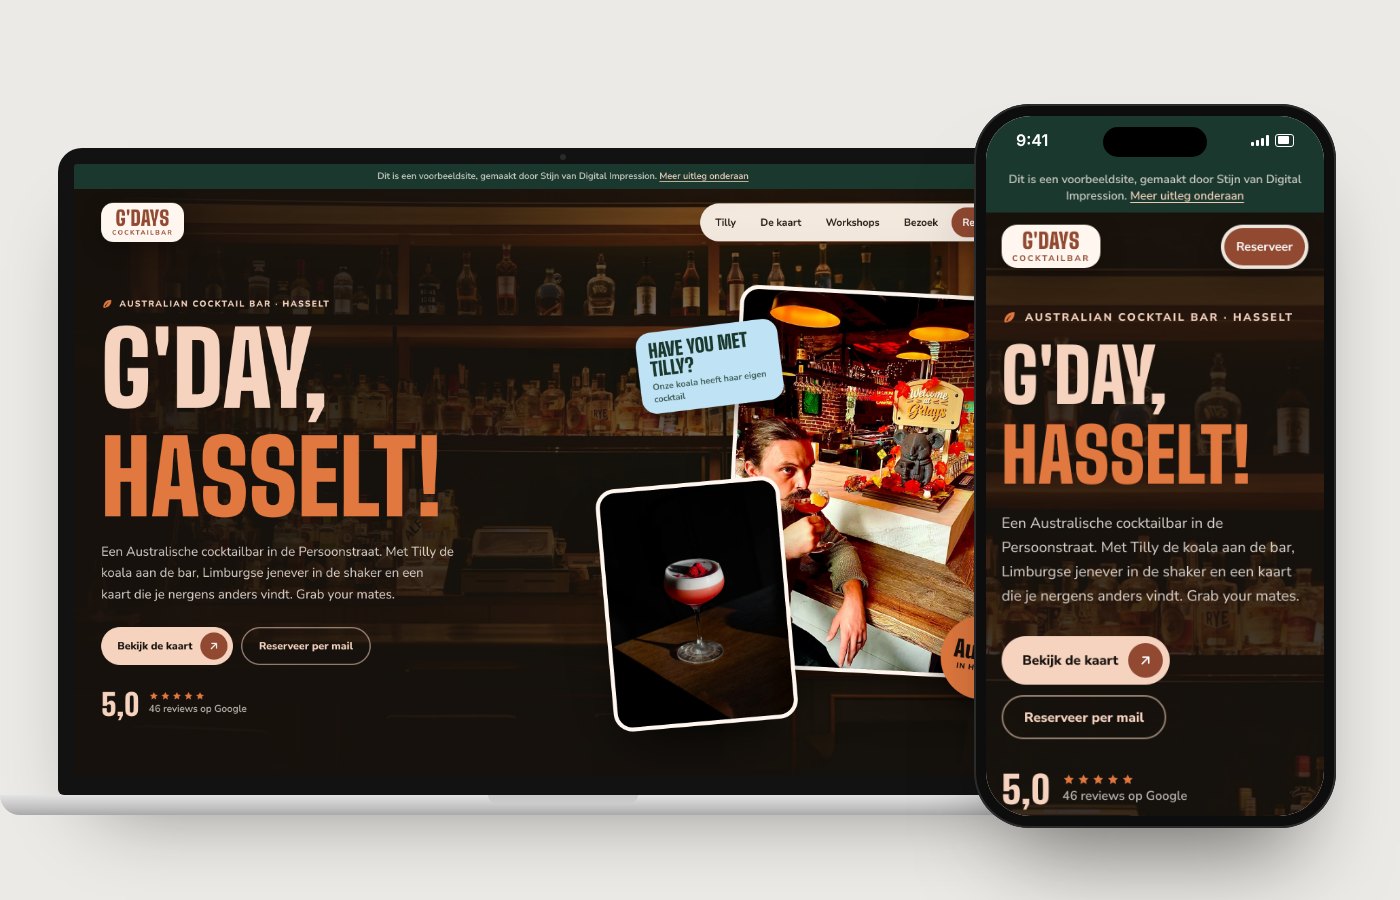 Dit is een voorbeeldsite, gemaakt door Stijn van Digital Impression. Meer uitleg onderaan
G'DAYS
COCKTAILBAR
Tilly
De kaart
Workshops
Bezoek
Re
AUSTRALIAN COCKTAIL BAR · HASSELT
G'DAY,
HASSELT!
Een Australische cocktailbar in de Persoonstraat. Met Tilly de
koala aan de bar, Limburgse jenever in de shaker en een
kaart die je nergens anders vindt. Grab your mates.
Bekijk de kaart
Reserveer per mail
5,0
46 reviews op Google
HAVE YOU MET
TILLY?
Onze koala heeft haar eigen
cocktail
Welcome
G'days
Au
IN H
RYE
9:41
Dit is een voorbeeldsite, gemaakt door Stijn van Digital
Impression. Meer uitleg onderaan
G'DAYS
COCKTAILBAR
Reserveer
AUSTRALIAN COCKTAIL BAR · HASSELT
G'DAY,
HASSELT!
Een Australische cocktailbar in de
Persoonstraat. Met Tilly de koala aan de bar,
Limburgse jenever in de shaker en een kaart
die je nergens anders vindt. Grab your mates.
RYE
Bekijk de kaart
Reserveer per mail
5,0
46 reviews op Google